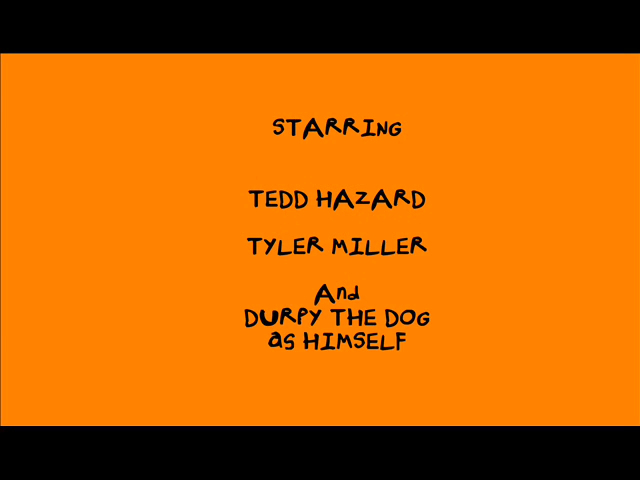 STARRING
TEDD HAZARD
TYLER MILLER
And
DURPY THE DOG
as HIMSELF